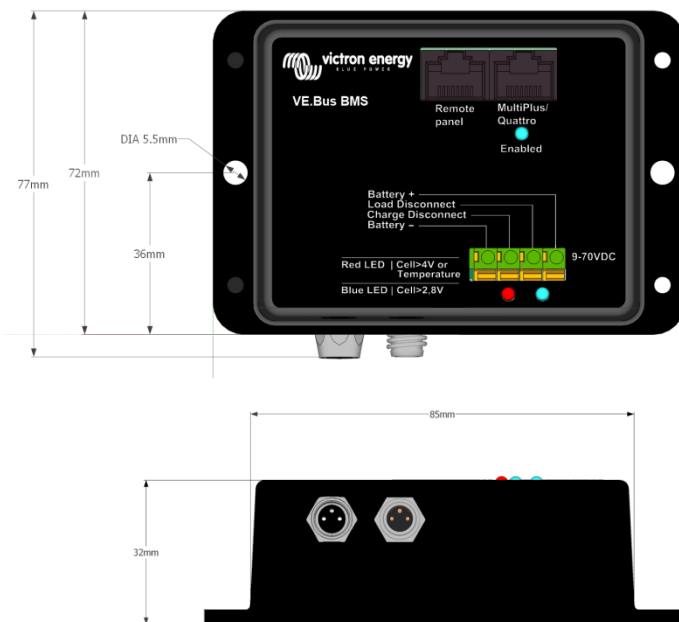 victron energy
BLUE POWER
VE.Bus BMS
Remote
panel
MultiPlus/
Quattro
Enabled
DIA 5.5mm
77mm
72mm
36mm
Battery +
Load Disconnect
Charge Disconnect
Battery –
9-70VDC
Red LED | Cell>4V or
Temperature
Blue LED | Cell>2,8V
85mm
32mm